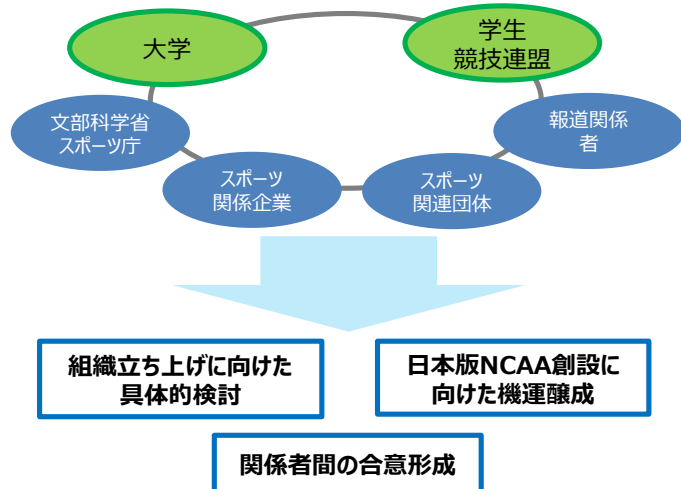 大学
学生
競技連盟
文部科学省
スポーツ庁
報道関係
者
スポーツ
関係企業
スポーツ
関連団体
組織立ち上げに向けた
具体的検討
日本版NCAA創設に
向けた機運醸成
関係者間の合意形成